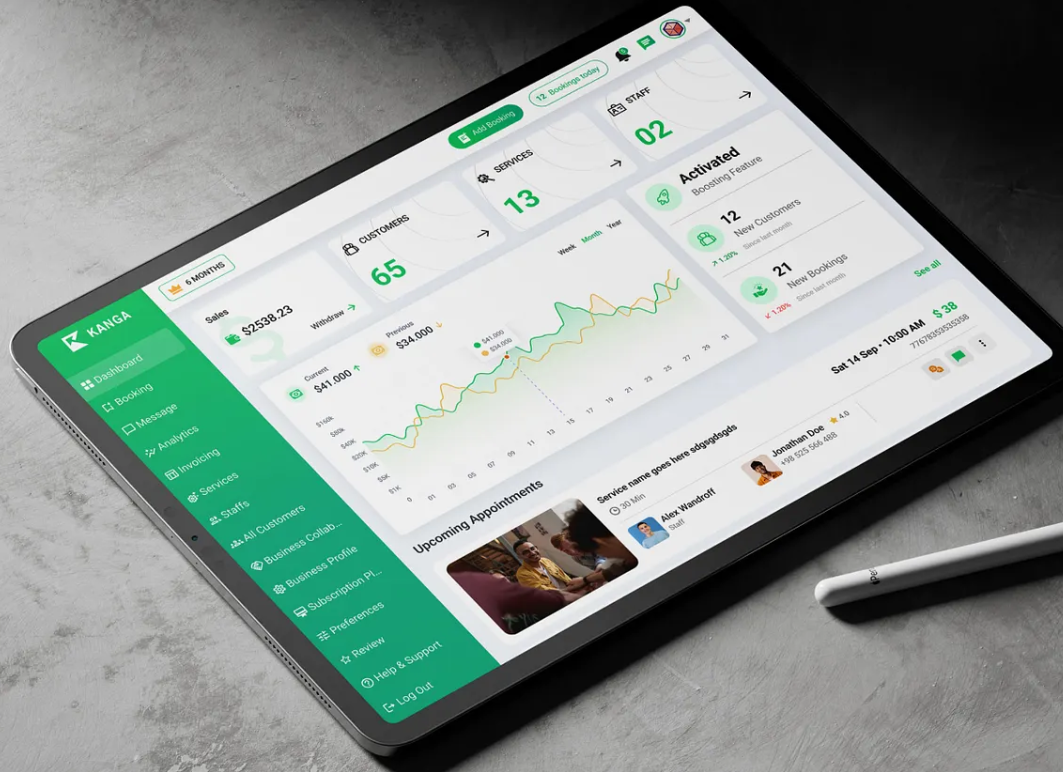 KANGA
Dashboard
Booking
Message
Analytics
Invoicing
Services
Staffs
All Customers
Business Collab...
Business Profile
Subscription Pl...
Preferences
Review
Help & Support
Log Out
6 MONTHS
Add Booking
12 Bookings today
Sales
$2538.23
Withdraw
CUSTOMERS
65
SERVICES
13
STAFF
02
Current
$41.000
Previous
$34.000
Week Month Year
$41.000
$34.000
$160k
$80k
$40K
$20K
$10K
$5K
$1K
0 01 03 05 07 09 11 13 15 17 19 21 23 25 27 29 31
Activated
Boosting Feature
12
New Customers
1.20% Since last month
21
New Bookings
1.20% Since last month
Upcoming Appointments
See all
Service name goes here sdgsgdsgds
30 Min
Alex Wandroff
Staff
Jonathan Doe 4.0
+98 525 566 488
Sat 14 Sep • 10:00 AM
$ 38